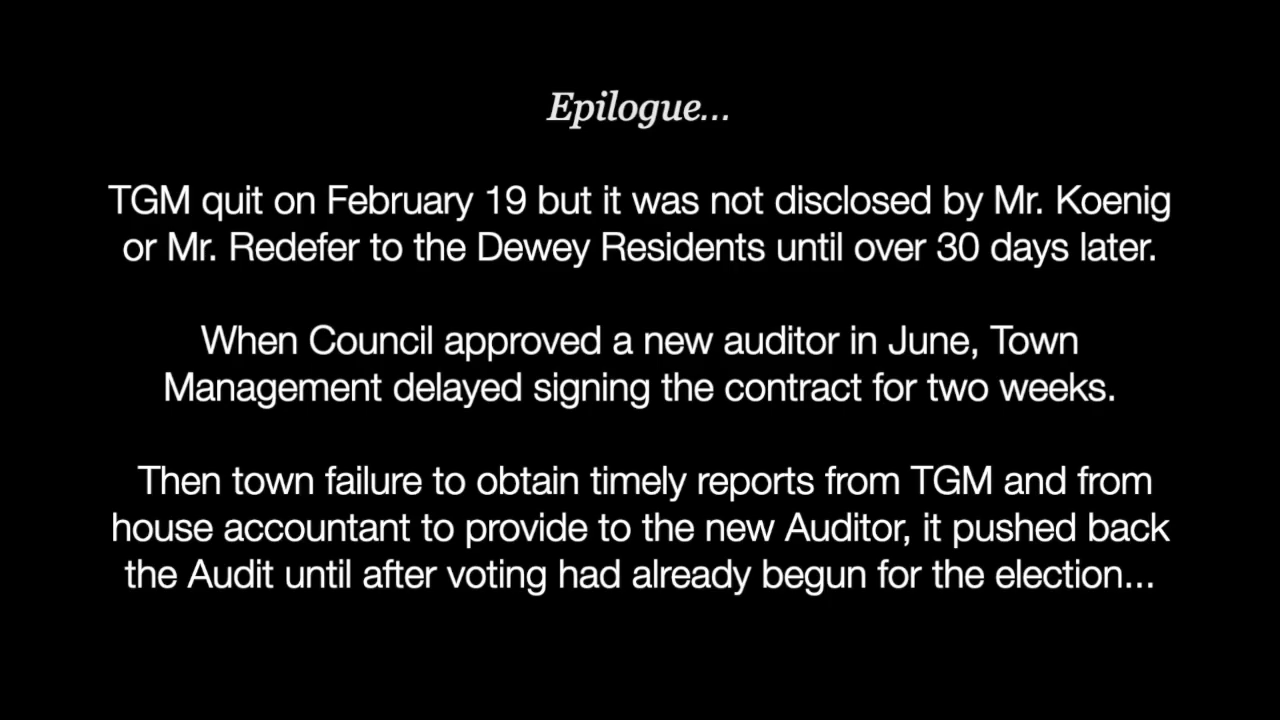 Epilogue...
TGM quit on February 19 but it was not disclosed by Mr. Koenig
or Mr. Redefer to the Dewey Residents until over 30 days later.
When Council approved a new auditor in June, Town
Management delayed signing the contract for two weeks.
Then town failure to obtain timely reports from TGM and from
house accountant to provide to the new Auditor, it pushed back
the Audit until after voting had already begun for the election...